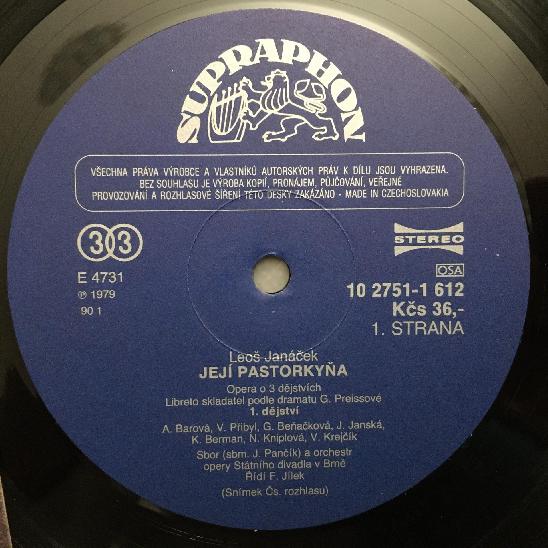 SUPRAPHON
VŠECHNA PRÁVA VÝROBCE A VLASTNÍKŮ AUTORSKÝCH PRÁV K DÍLU JSOU VYHRAZENA.
BEZ SOUHLASU JE VÝROBA KOPIÍ, PRONÁJEM, PŮJČOVÁNÍ, VEŘEJNÉ
PROVOZOVÁNÍ A ROZHLASOVÉ ŠÍŘENÍ TÉTO DESKY ZAKÁZÁNO - MADE IN CZECHOSLOVAKIA
33
STEREO
E 4731
OSA
℗ 1979
10 2751-1 612
90 1
Kčs 36,-
1. STRANA
Leoš Janáček
JEJÍ PASTORKYŇA
Opera o 3 dějstvích
Libreto skladatel podle dramatu G. Preissové
1. dějství
A. Barová, V. Přibyl, G. Beňačková, J. Janská,
K. Berman, N. Kniplová, V. Krejčík
Sbor (sbm. J. Pančík) a orchestr
opery Státního divadla v Brně
Řídí F. Jílek
(Snímek Čs. rozhlasu)